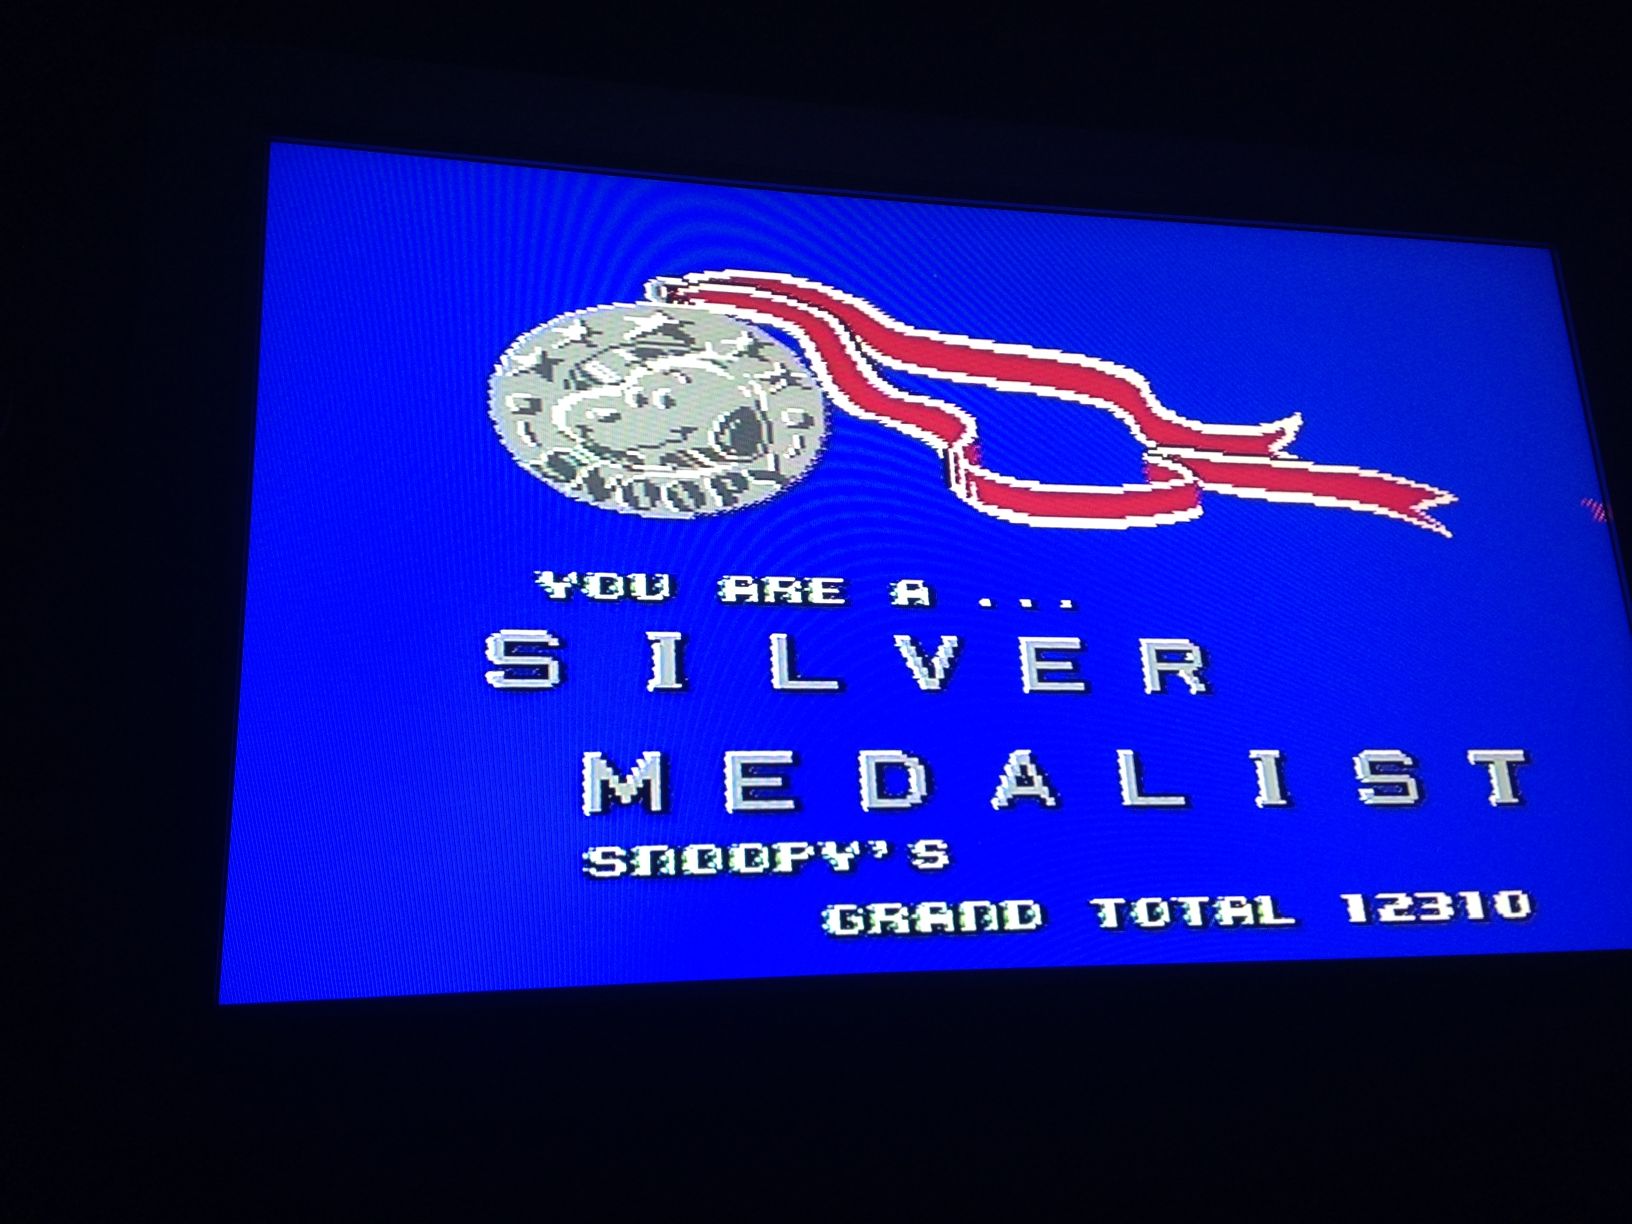 SNOOPY
YOU ARE A ...
SILVER
MEDALIST
SNOOPY'S
GRAND TOTAL 12310